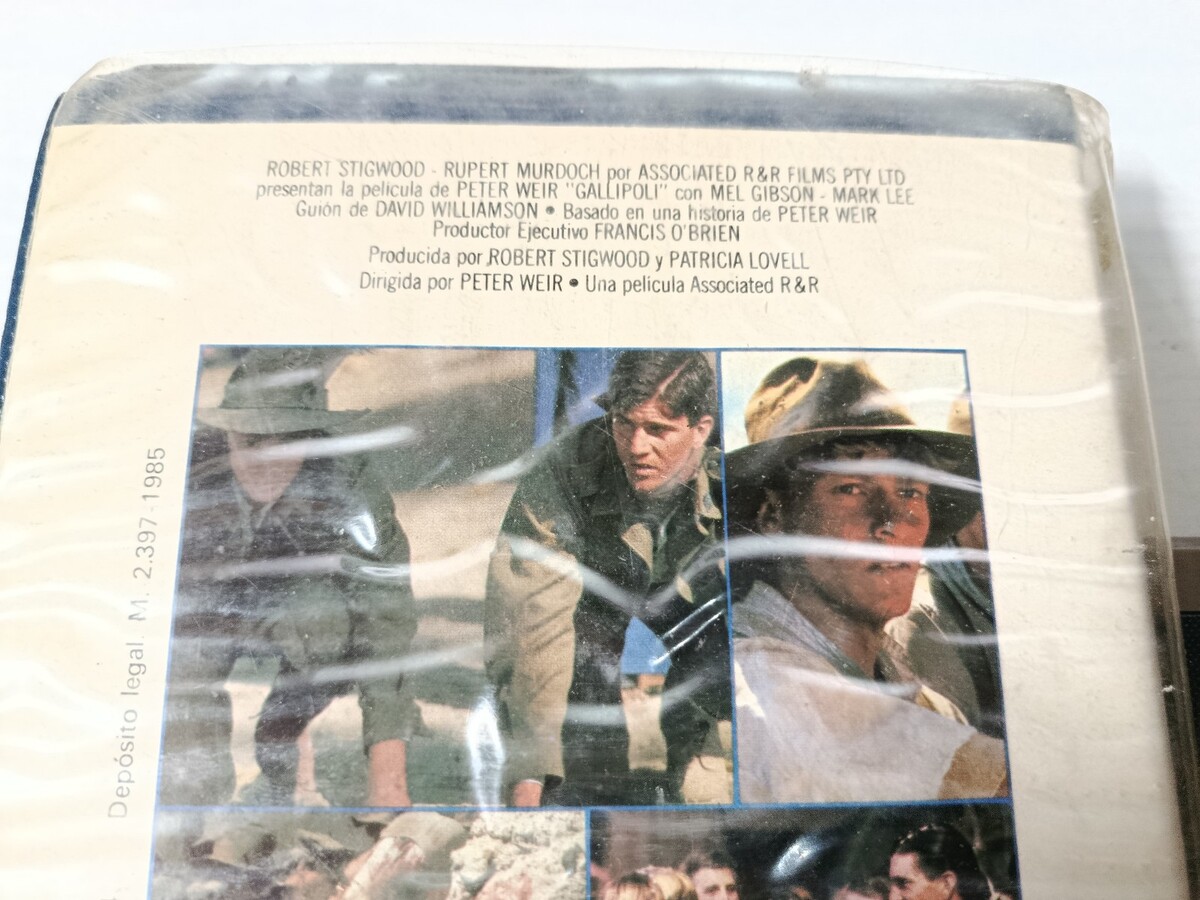 ROBERT STIGWOOD - RUPERT MURDOCH por ASSOCIATED R&R FILMS PTY LTD
presentan la película de PETER WEIR "GALLIPOLI" con MEL GIBSON - MARK LEE
Guión de DAVID WILLIAMSON • Basado en una historia de PETER WEIR
Productor Ejecutivo FRANCIS O'BRIEN
Producida por ROBERT STIGWOOD y PATRICIA LOVELL
Dirigida por PETER WEIR • Una película Associated R&R
Depósito legal. M. 2.397-1985